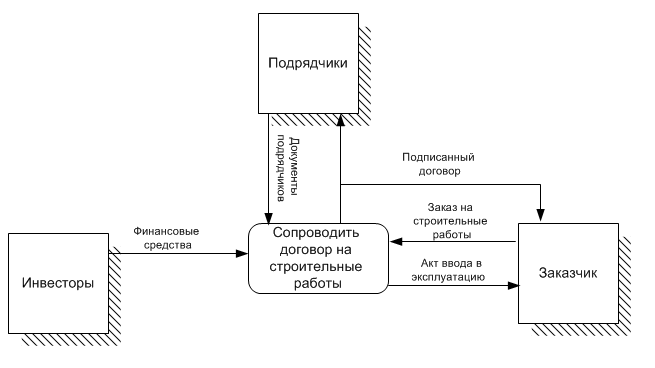 Подрядчики
Документы
подрядчиков
Подписанный
договор
Финансовые
средства
Сопроводить
договор на
строительные
работы
Заказ на
строительные
работы
Акт ввода в
эксплуатацию
Инвесторы
Заказчик